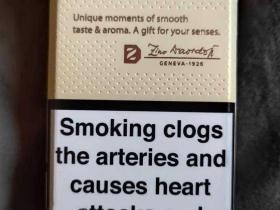 Unique moments of smooth
taste & aroma. A gift for your senses.
Zino Davidoff
GENEVA-1926
Smoking clogs
the arteries and
causes heart